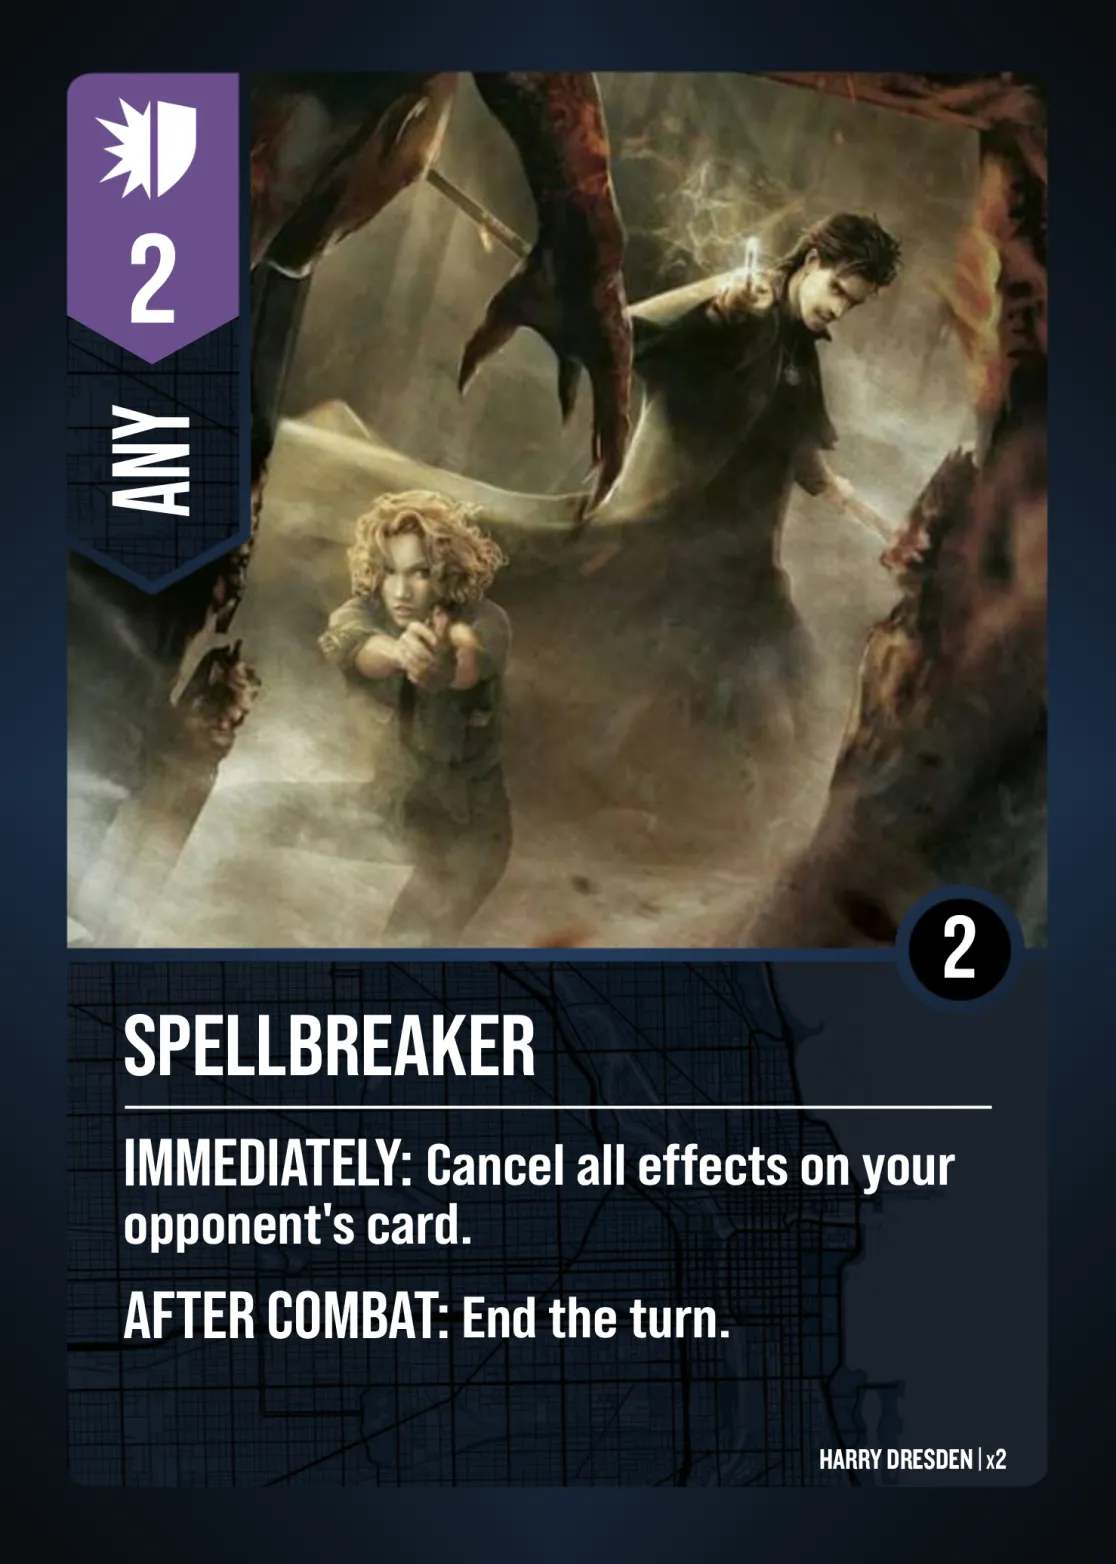 2
ANY
2
SPELLBREAKER
IMMEDIATELY: Cancel all effects on your
opponent's card.
AFTER COMBAT: End the turn.
HARRY DRESDEN | x2